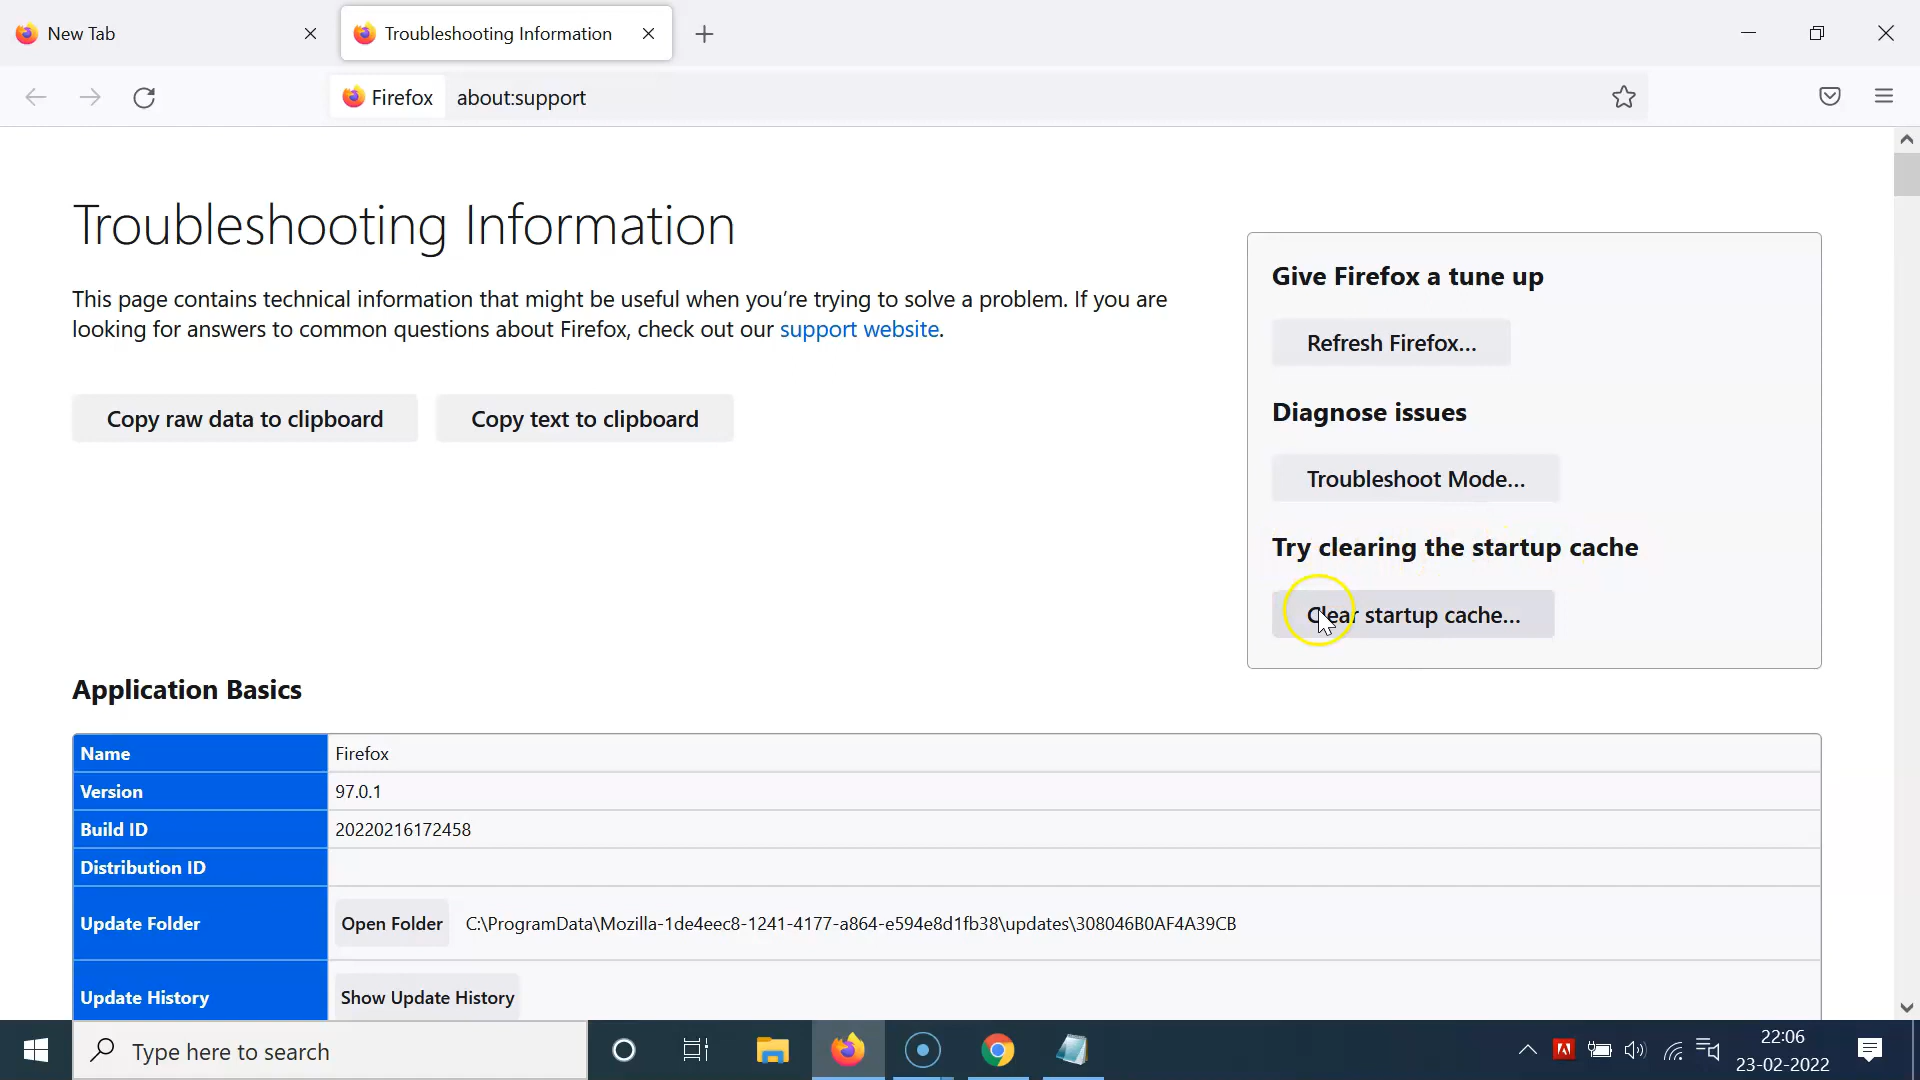 New Tab
Troubleshooting Information
Firefox
about:support
Troubleshooting Information
This page contains technical information that might be useful when you’re trying to solve a problem. If you are
looking for answers to common questions about Firefox, check out our support website.
Copy raw data to clipboard
Copy text to clipboard
Give Firefox a tune up
Refresh Firefox...
Diagnose issues
Troubleshoot Mode...
Try clearing the startup cache
Clear startup cache...
Application Basics
Name
Firefox
Version
97.0.1
Build ID
20220216172458
Distribution ID
Update Folder
Open Folder
C:\ProgramData\Mozilla-1de4eec8-1241-4177-a864-e594e8d1fb38\updates\308046B0AF4A39CB
Update History
Show Update History
Type here to search
22:06
23-02-2022